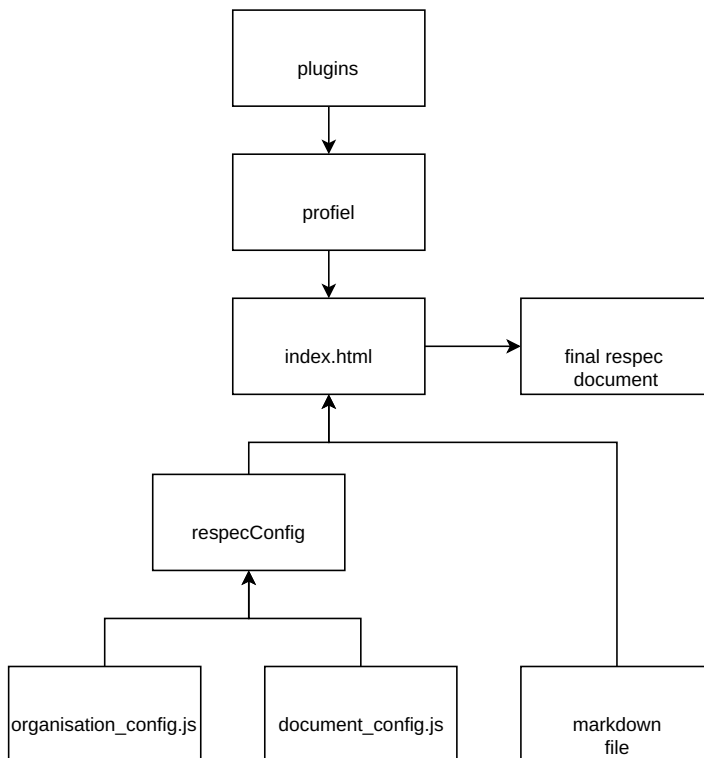 plugins
profiel
index.html
final respec
document
respecConfig
organisation_config.js
document_config.js
markdown
file